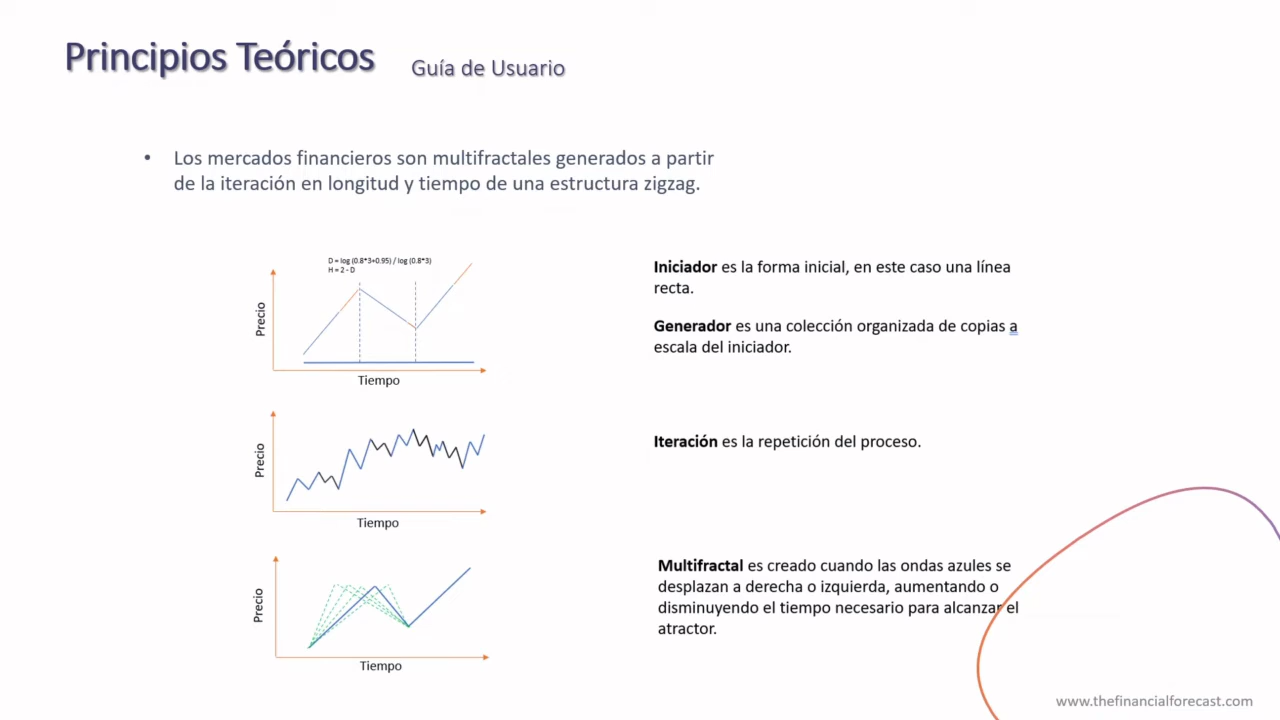 Principios Teóricos
Guía de Usuario
• Los mercados financieros son multifractales generados a partir
de la iteración en longitud y tiempo de una estructura zigzag.
D = log (0.8*3+0.95) / log (0.8*3)
H = 2 - D
Precio
Tiempo
Iniciador es la forma inicial, en este caso una línea
recta.
Generador es una colección organizada de copias a
escala del iniciador.
Precio
Tiempo
Iteración es la repetición del proceso.
Precio
Tiempo
Multifractal es creado cuando las ondas azules se
desplazan a derecha o izquierda, aumentando o
disminuyendo el tiempo necesario para alcanzar el
atractor.
www.thefinancialforecast.com